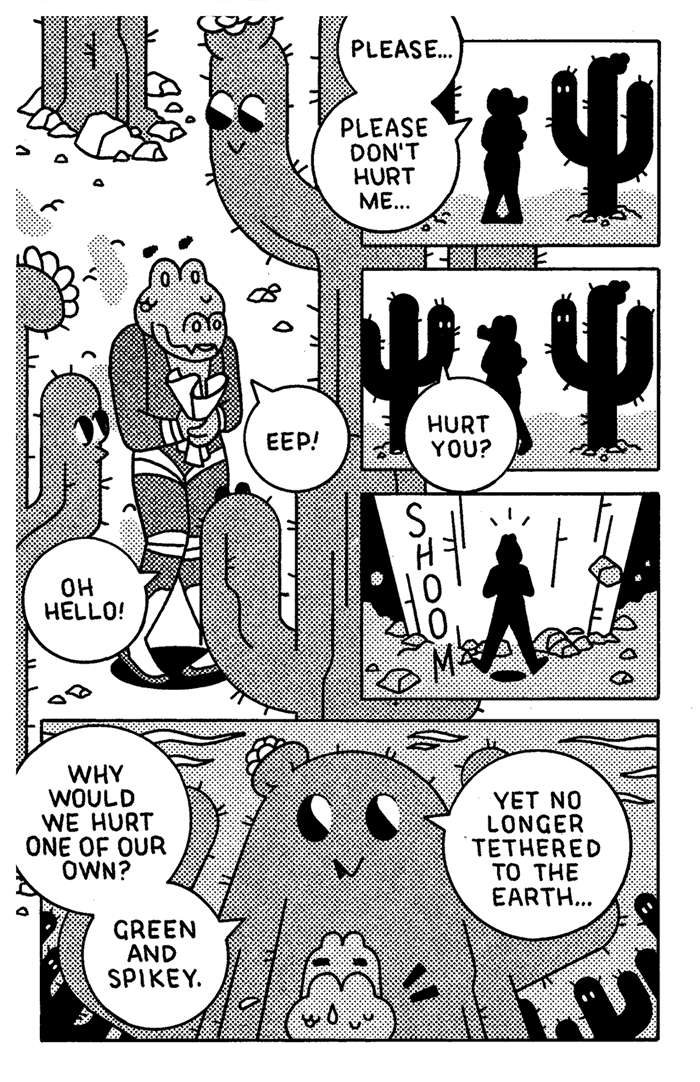 OH
HELLO!
EEP!
PLEASE...
PLEASE
DON'T
HURT
ME...
HURT
YOU?
SHOOM
WHY
WOULD
WE HURT
ONE OF OUR
OWN?
GREEN
AND
SPIKEY.
YET NO
LONGER
TETHERED
TO THE
EARTH...